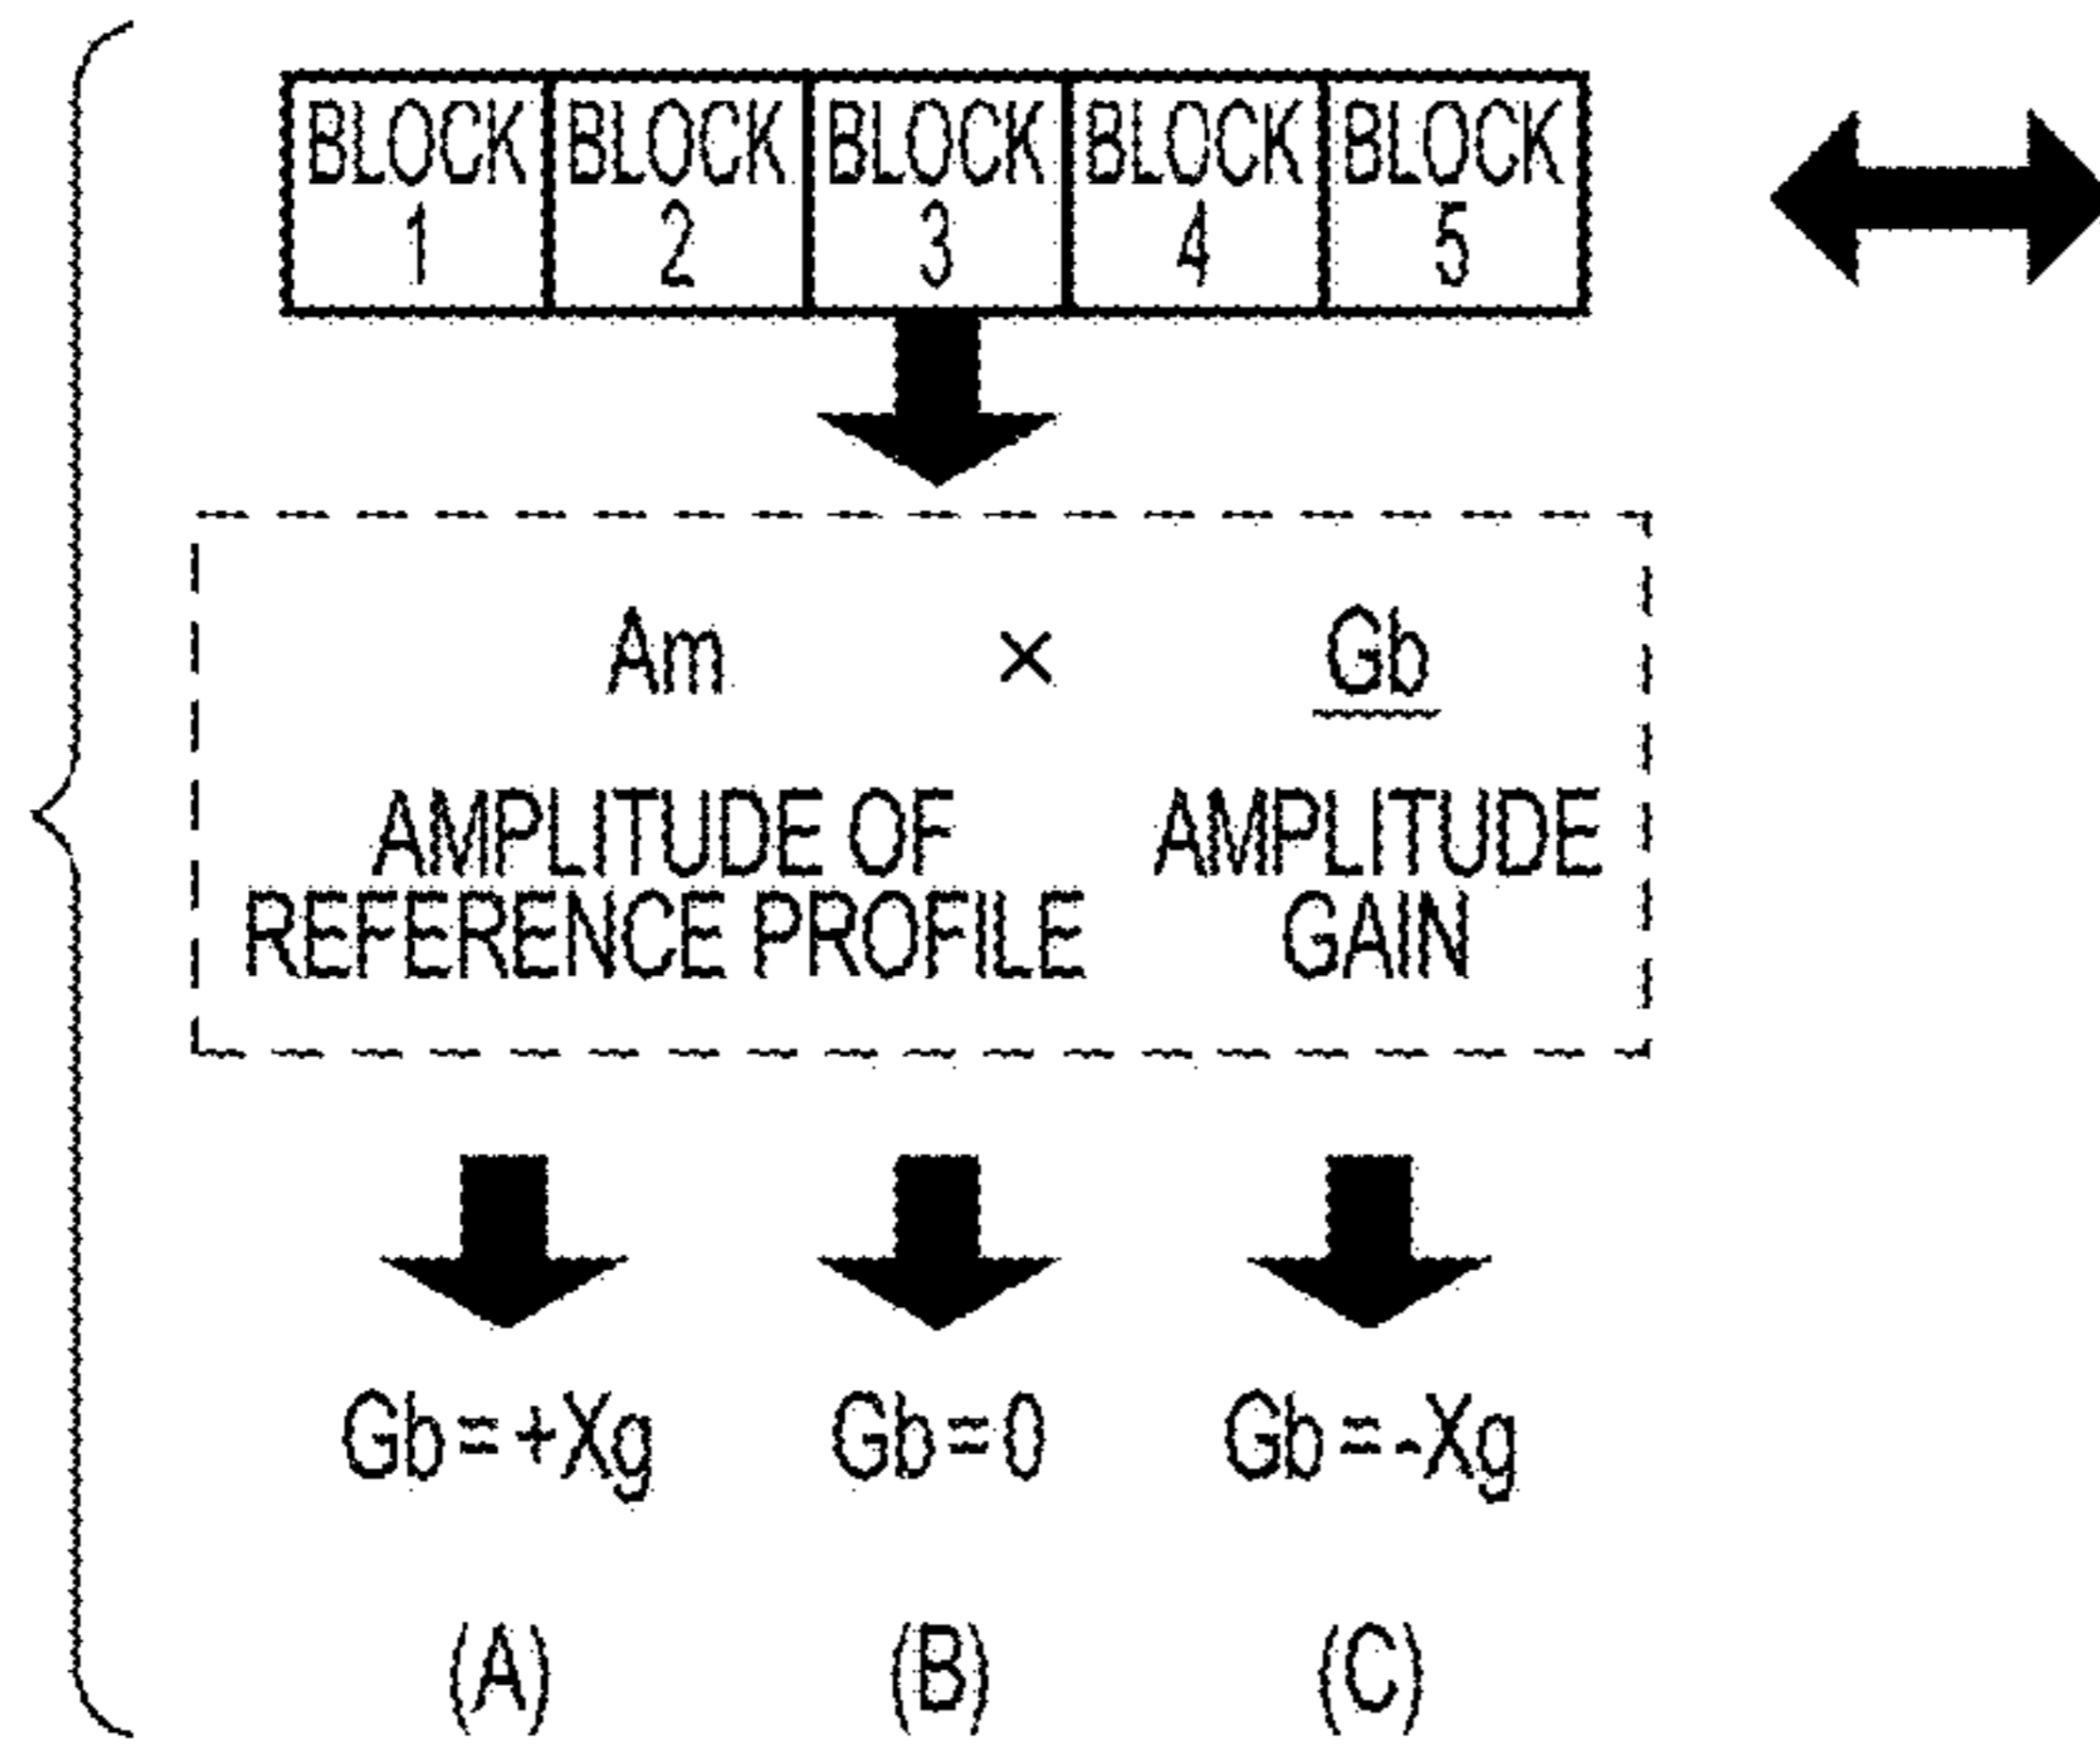 BLOCK BLOCK BLOCK BLOCK BLOCK
1 2 3 4 5
Am × Gb
AMPLITUDE OF AMPLITUDE
REFERENCE PROFILE GAIN
Gb=+Xg Gb=0 Gb=-Xg
(A) (B) (C)